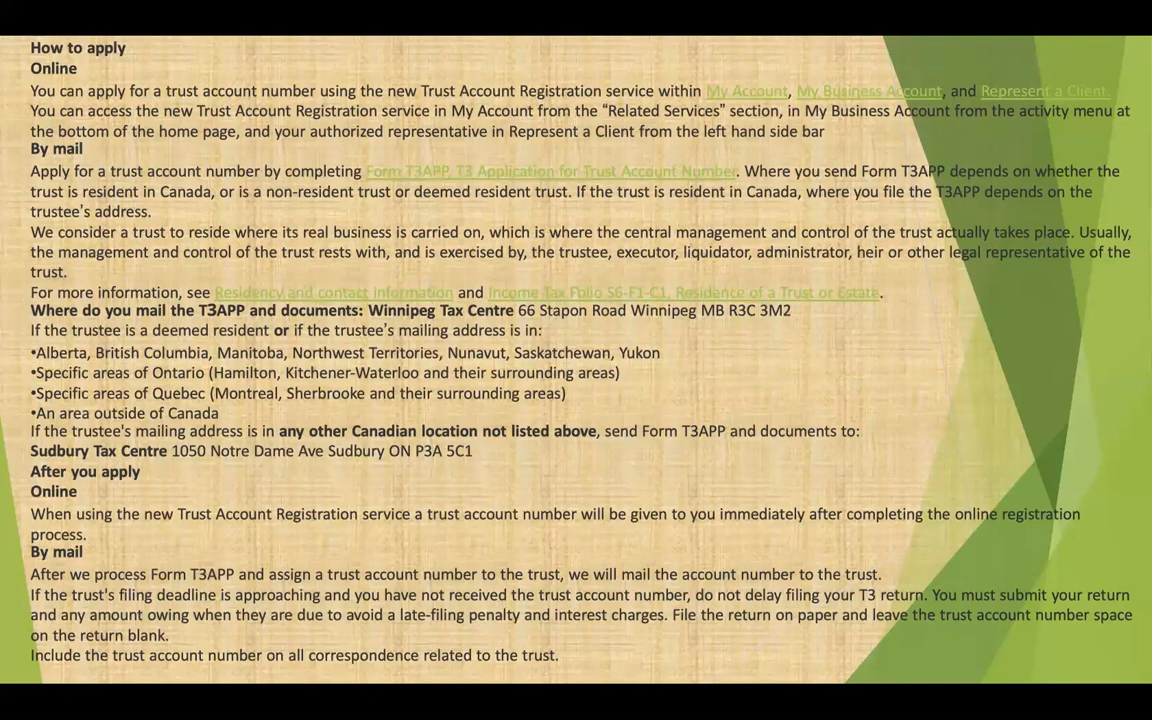 How to apply
Online
You can apply for a trust account number using the new Trust Account Registration service within My Account, My Business Account, and Represent a Client.
You can access the new Trust Account Registration service in My Account from the “Related Services” section, in My Business Account from the activity menu at
the bottom of the home page, and your authorized representative in Represent a Client from the left hand side bar
By mail
Apply for a trust account number by completing Form T3APP, T3 Application for Trust Account Number. Where you send Form T3APP depends on whether the
trust is resident in Canada, or is a non-resident trust or deemed resident trust. If the trust is resident in Canada, where you file the T3APP depends on the
trustee’s address.
We consider a trust to reside where its real business is carried on, which is where the central management and control of the trust actually takes place. Usually,
the management and control of the trust rests with, and is exercised by, the trustee, executor, liquidator, administrator, heir or other legal representative of the
trust.
For more information, see Residency and contact information and Income Tax Folio S6-F1-C1, Residence of a Trust or Estate.
Where do you mail the T3APP and documents: Winnipeg Tax Centre 66 Stapon Road Winnipeg MB R3C 3M2
If the trustee is a deemed resident or if the trustee’s mailing address is in:
•Alberta, British Columbia, Manitoba, Northwest Territories, Nunavut, Saskatchewan, Yukon
•Specific areas of Ontario (Hamilton, Kitchener-Waterloo and their surrounding areas)
•Specific areas of Quebec (Montreal, Sherbrooke and their surrounding areas)
•An area outside of Canada
If the trustee's mailing address is in any other Canadian location not listed above, send Form T3APP and documents to:
Sudbury Tax Centre 1050 Notre Dame Ave Sudbury ON P3A 5C1
After you apply
Online
When using the new Trust Account Registration service a trust account number will be given to you immediately after completing the online registration
process.
By mail
After we process Form T3APP and assign a trust account number to the trust, we will mail the account number to the trust.
If the trust's filing deadline is approaching and you have not received the trust account number, do not delay filing your T3 return. You must submit your return
and any amount owing when they are due to avoid a late-filing penalty and interest charges. File the return on paper and leave the trust account number space
on the return blank.
Include the trust account number on all correspondence related to the trust.